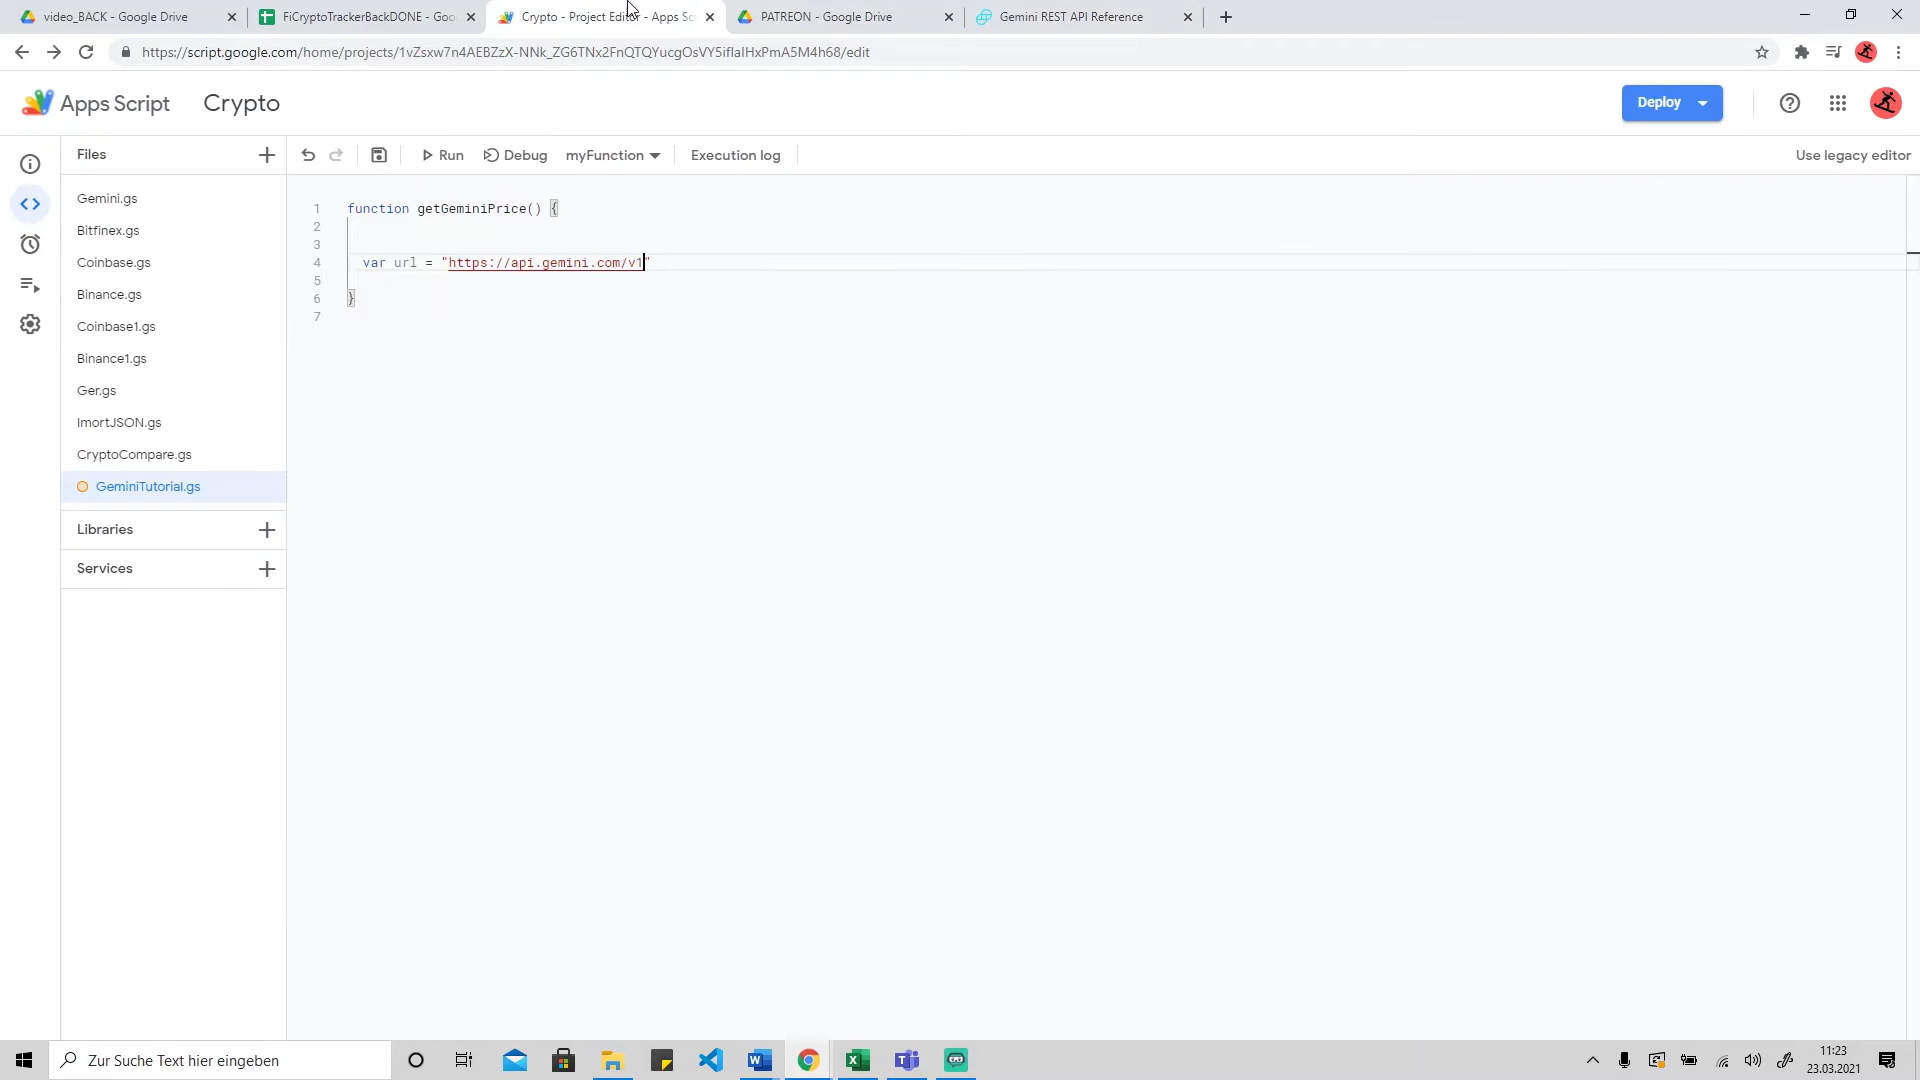 video_BACK - Google Drive
FiCryptoTrackerBackDONE - Goo
Crypto - Project Editor - Apps Sc
PATREON - Google Drive
Gemini REST API Reference
https://script.google.com/home/projects/1vZsxw7n4AEBZzX-NNk_ZG6TNx2FnQTQYucgOsVY5iflaIHxPmA5M4h68/edit
Apps Script
Crypto
Deploy
Files
Run
Debug
myFunction
Execution log
Use legacy editor
Gemini.gs
Bitfinex.gs
Coinbase.gs
Binance.gs
Coinbase1.gs
Binance1.gs
Ger.gs
ImortJSON.gs
CryptoCompare.gs
GeminiTutorial.gs
Libraries
Services
1 function getGeminiPrice() {
2
3
4 var url = "https://api.gemini.com/v1"
5
6 }
7
Zur Suche Text hier eingeben
11:23
23.03.2021